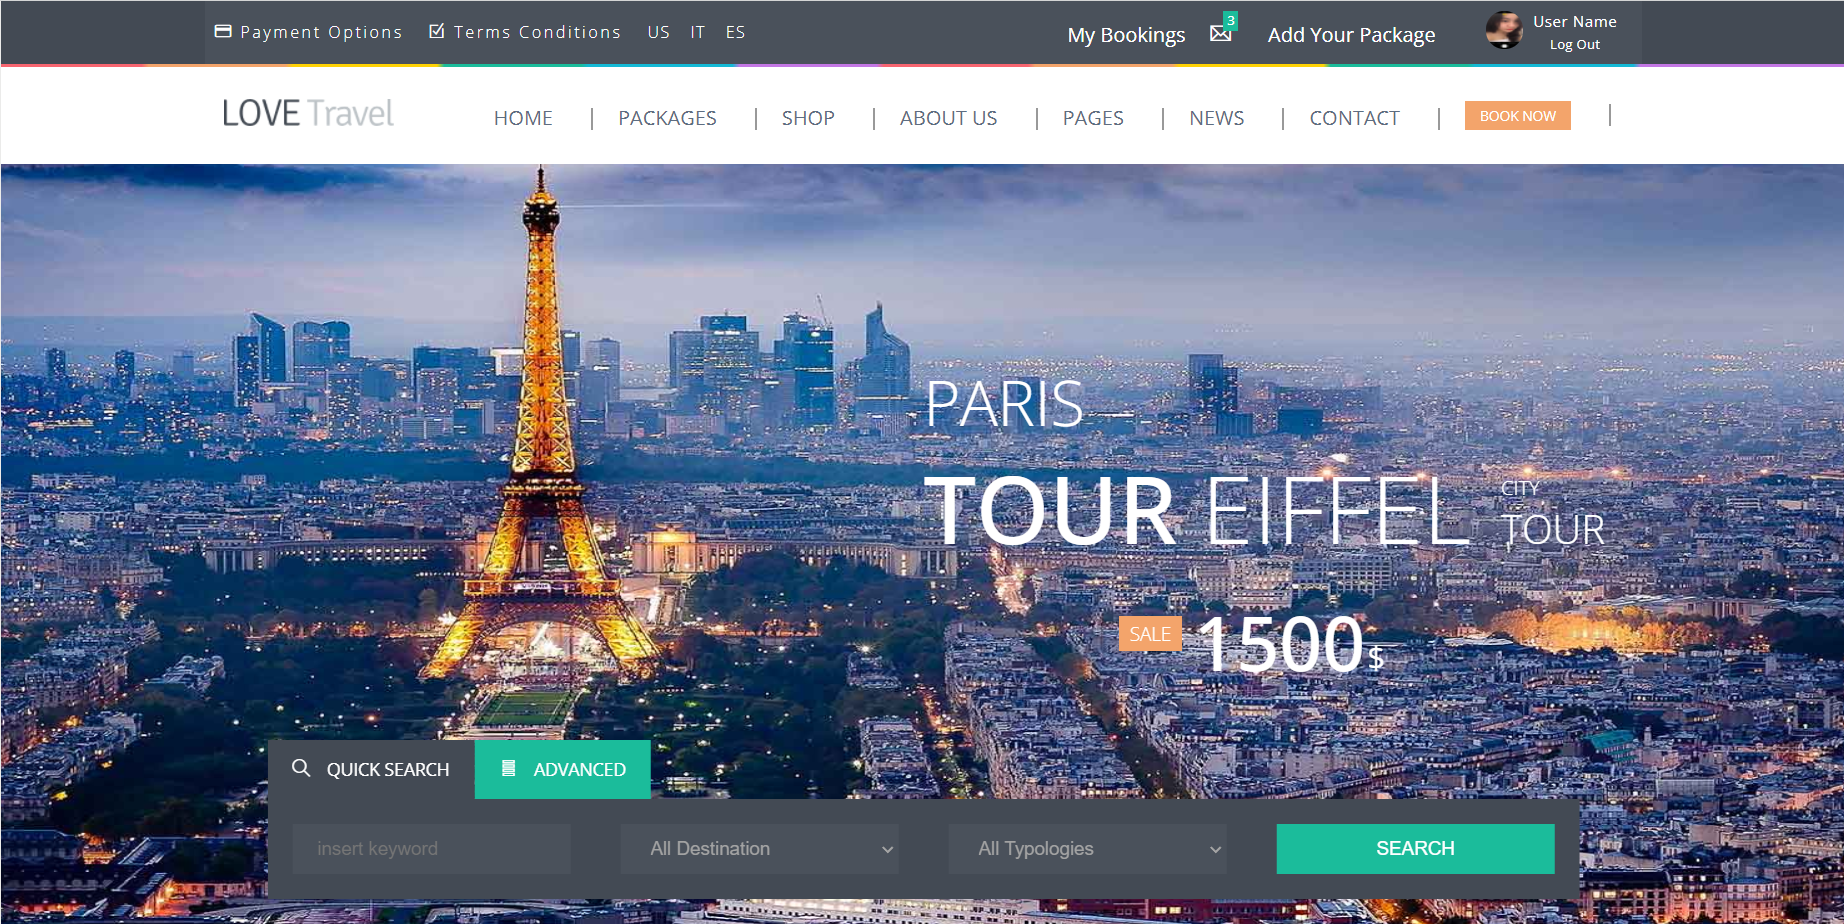 Payment Options Terms Conditions US IT ES My Bookings 3 Add Your Package User Name
Log Out
LOVE Travel HOME PACKAGES SHOP ABOUT US PAGES NEWS CONTACT BOOK NOW
PARIS
TOUR EIFFEL CITY TOUR
SALE 1500$
QUICK SEARCH ADVANCED
insert keyword All Destination All Typologies SEARCH